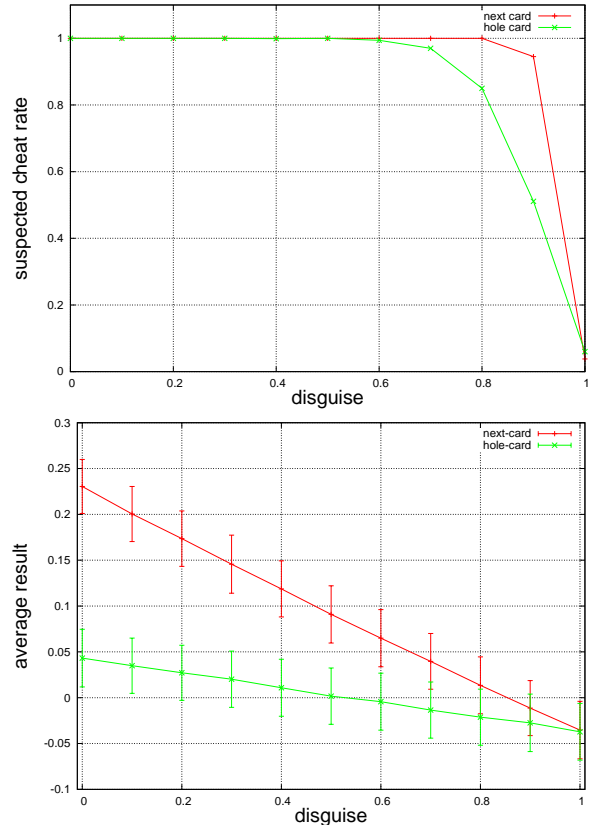 next card
hole card
1
0.8
0.6
0.4
0.2
0
suspected cheat rate
0 0.2 0.4 0.6 0.8 1
disguise
0.3
next-card
hole-card
0.25
0.2
0.15
0.1
0.05
0
-0.05
-0.1
average result
0 0.2 0.4 0.6 0.8 1
disguise